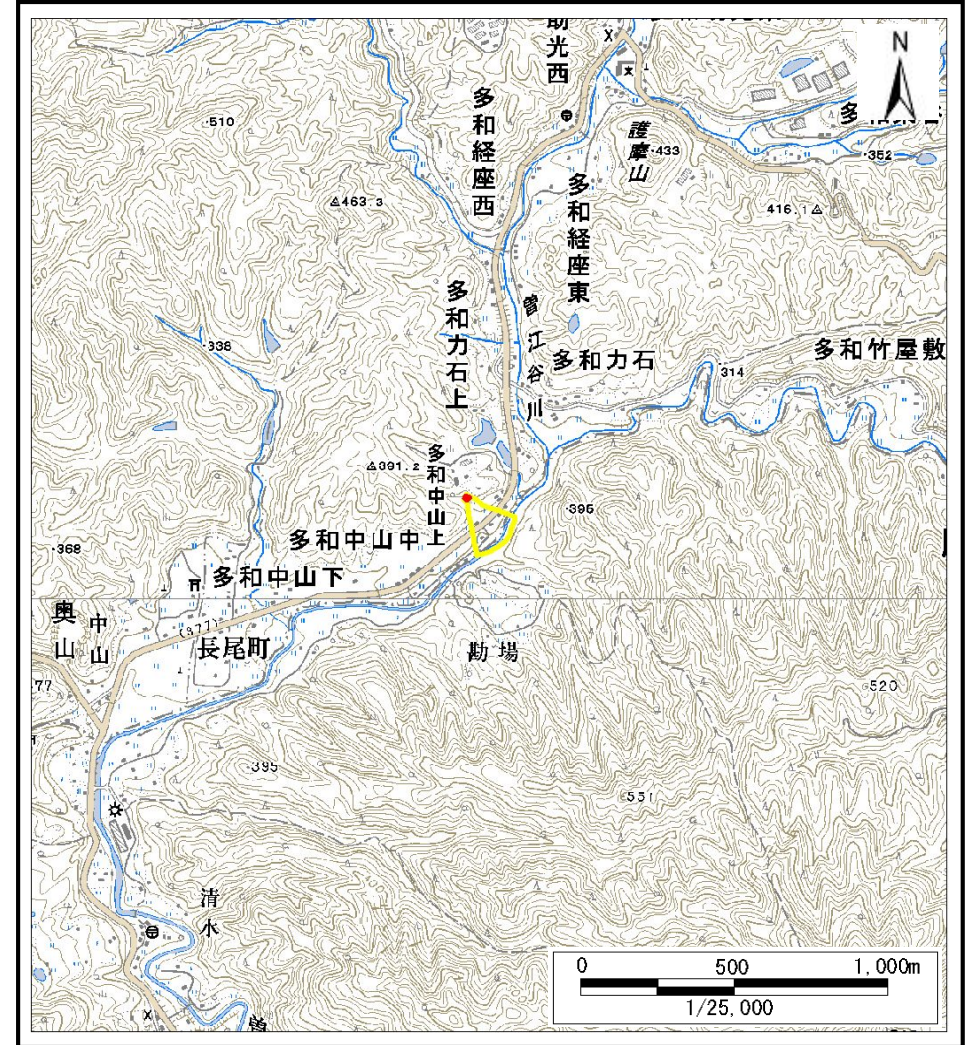 助光西
N
多和経座西
・510
護摩山
・433
・352
多和経座東
△463.3
416.1△
多和力石上
曽江谷川
・338
多和力石
・314
多和竹屋敷
多和中山上
△391.2
・395
多和中山中
・368
多和中山下
奥山
中山
(377)
長尾町
勘場
77
520
・395
・551
清水
0 500 1,000m
1/25,000